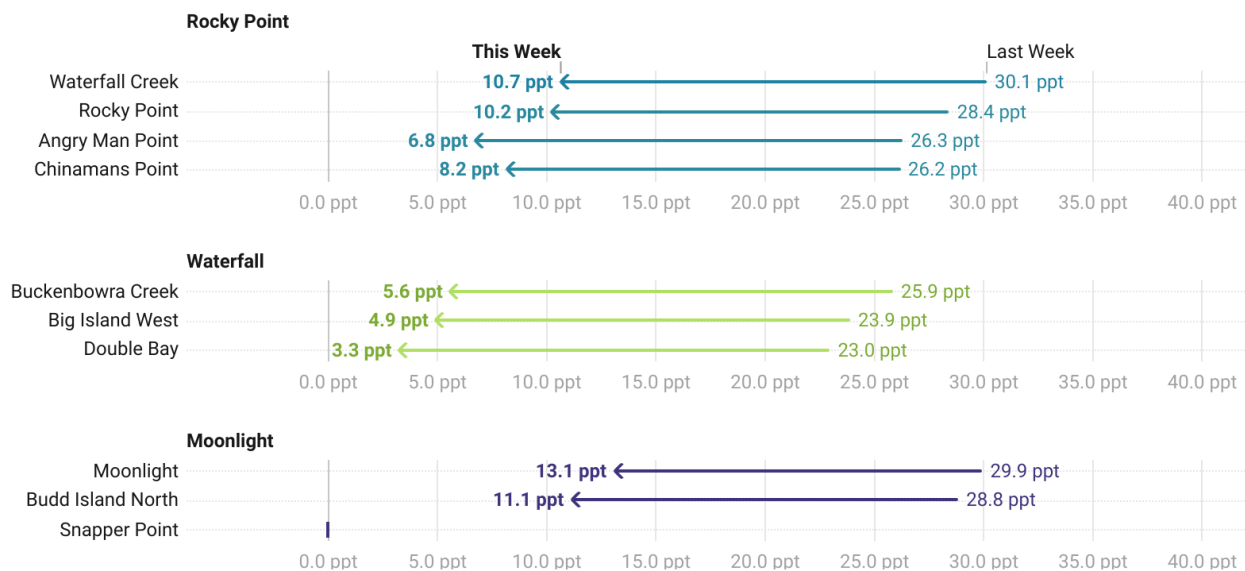 Rocky Point
This Week Last Week
Waterfall Creek 10.7 ppt 30.1 ppt
Rocky Point 10.2 ppt 28.4 ppt
Angry Man Point 6.8 ppt 26.3 ppt
Chinamans Point 8.2 ppt 26.2 ppt
0.0 ppt 5.0 ppt 10.0 ppt 15.0 ppt 20.0 ppt 25.0 ppt 30.0 ppt 35.0 ppt 40.0 ppt
Waterfall
Buckenbowra Creek 5.6 ppt 25.9 ppt
Big Island West 4.9 ppt 23.9 ppt
Double Bay 3.3 ppt 23.0 ppt
0.0 ppt 5.0 ppt 10.0 ppt 15.0 ppt 20.0 ppt 25.0 ppt 30.0 ppt 35.0 ppt 40.0 ppt
Moonlight
Moonlight 13.1 ppt 29.9 ppt
Budd Island North 11.1 ppt 28.8 ppt
Snapper Point
0.0 ppt 5.0 ppt 10.0 ppt 15.0 ppt 20.0 ppt 25.0 ppt 30.0 ppt 35.0 ppt 40.0 ppt